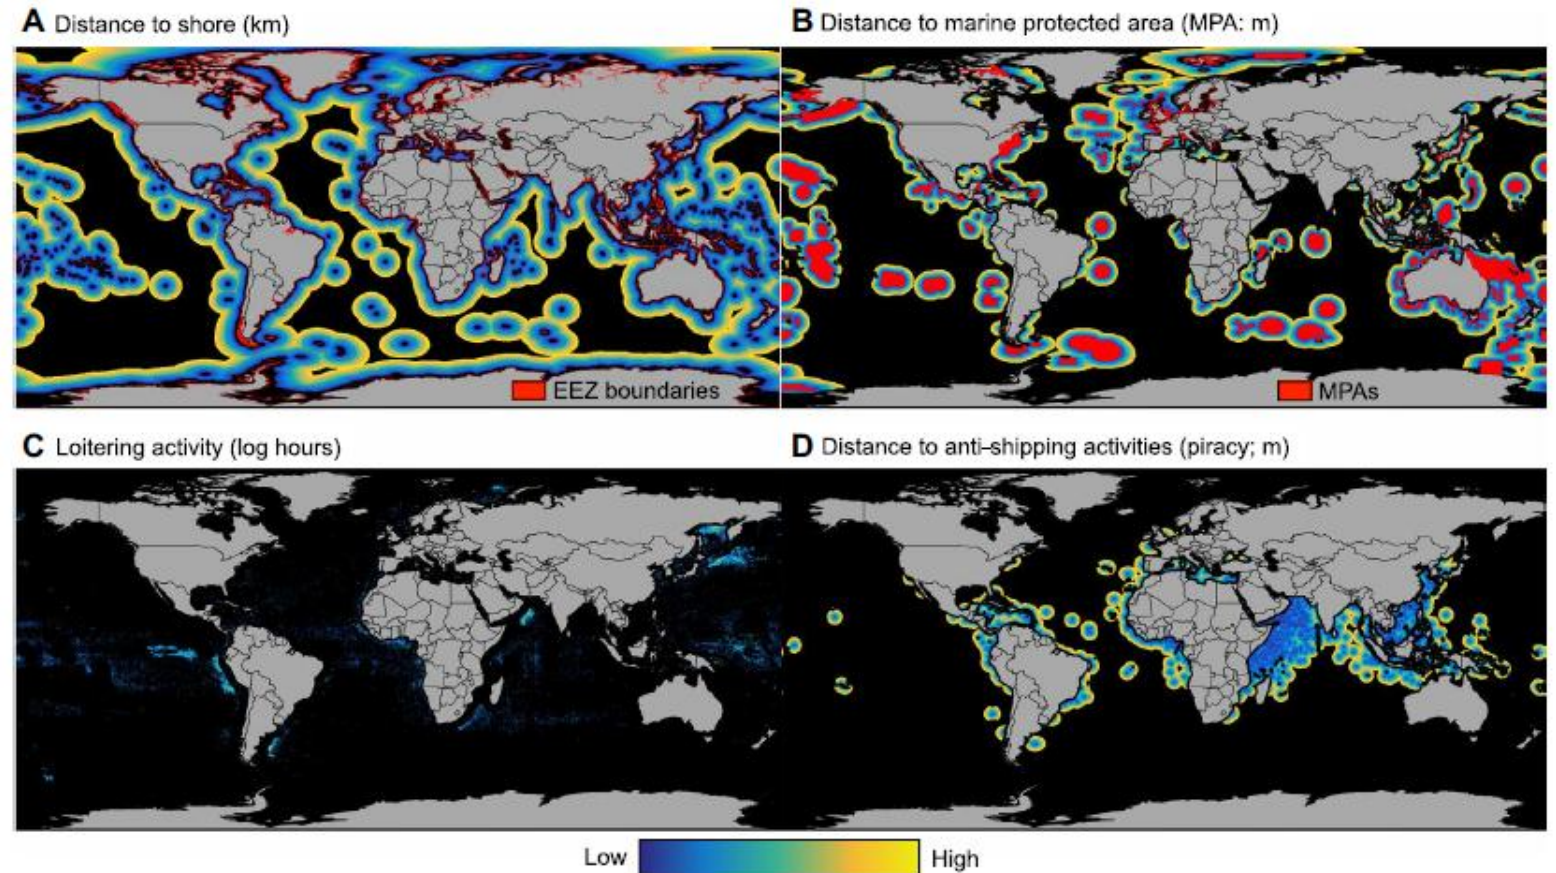 A Distance to shore (km)
B Distance to marine protected area (MPA: m)
EEZ boundaries
MPAs
C Loitering activity (log hours)
D Distance to anti-shipping activities (piracy; m)
Low High